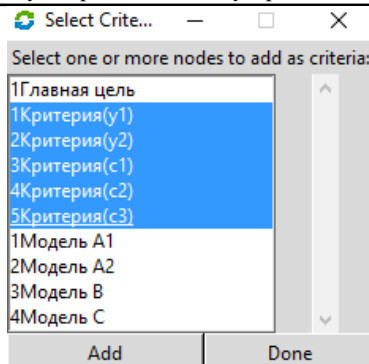 Select Crite...
Select one or more nodes to add as criteria:
1Главная цель
1Критерия(y1)
2Критерия(y2)
3Критерия(c1)
4Критерия(c2)
5Критерия(c3)
1Модель A1
2Модель A2
3Модель B
4Модель C
Add Done